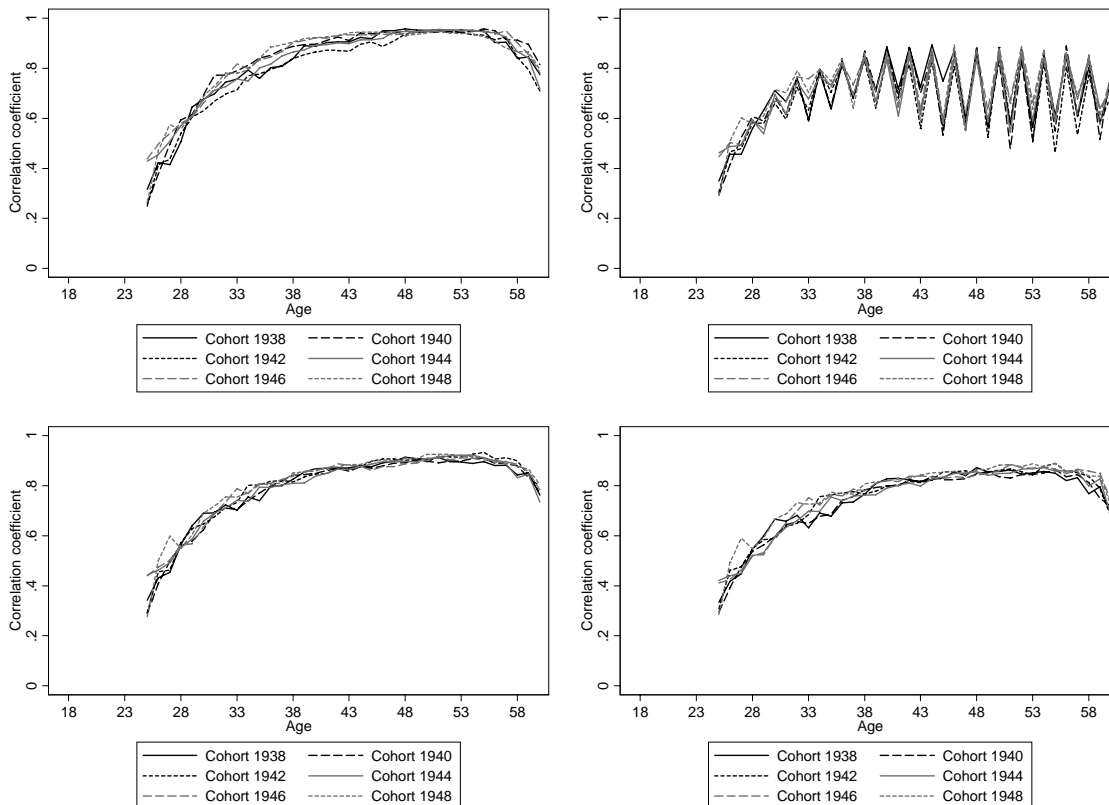 Correlation coefficient
0 .2 .4 .6 .8 1
18 23 28 33 38 43 48 53 58
Age
Cohort 1938 Cohort 1940
Cohort 1942 Cohort 1944
Cohort 1946 Cohort 1948
Correlation coefficient
0 .2 .4 .6 .8 1
18 23 28 33 38 43 48 53 58
Age
Cohort 1938 Cohort 1940
Cohort 1942 Cohort 1944
Cohort 1946 Cohort 1948
Correlation coefficient
0 .2 .4 .6 .8 1
18 23 28 33 38 43 48 53 58
Age
Cohort 1938 Cohort 1940
Cohort 1942 Cohort 1944
Cohort 1946 Cohort 1948
Correlation coefficient
0 .2 .4 .6 .8 1
18 23 28 33 38 43 48 53 58
Age
Cohort 1938 Cohort 1940
Cohort 1942 Cohort 1944
Cohort 1946 Cohort 1948